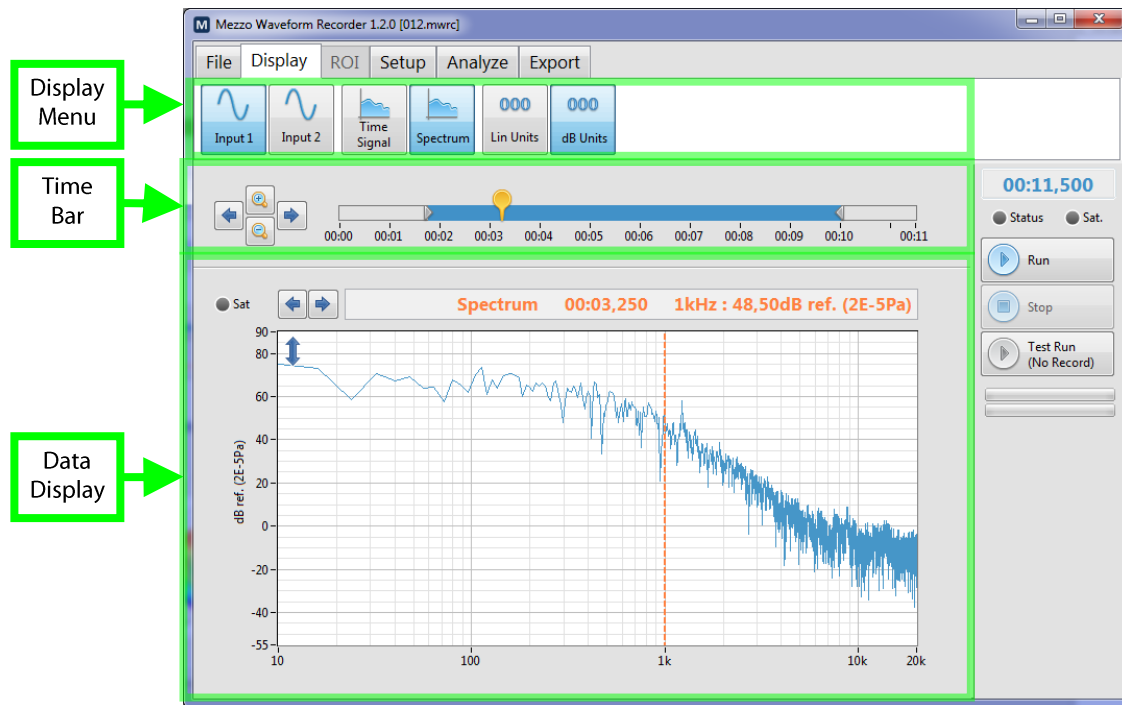 Mezzo Waveform Recorder 1.2.0 [012.mwrc]
File Display ROI Setup Analyze Export
Display
Menu
Input 1
Input 2
Time
Signal
Spectrum
000
Lin Units
000
dB Units
Time
Bar
00:00 00:01 00:02 00:03 00:04 00:05 00:06 00:07 00:08 00:09 00:10 00:11
00:11,500
Status Sat.
Run
Stop
Test Run
(No Record)
Data
Display
Sat
Spectrum 00:03,250 1kHz : 48,50dB ref. (2E-5Pa)
dB ref. (2E-5Pa)
90
80
60
40
20
0
-20
-40
-55
10 100 1k 10k 20k